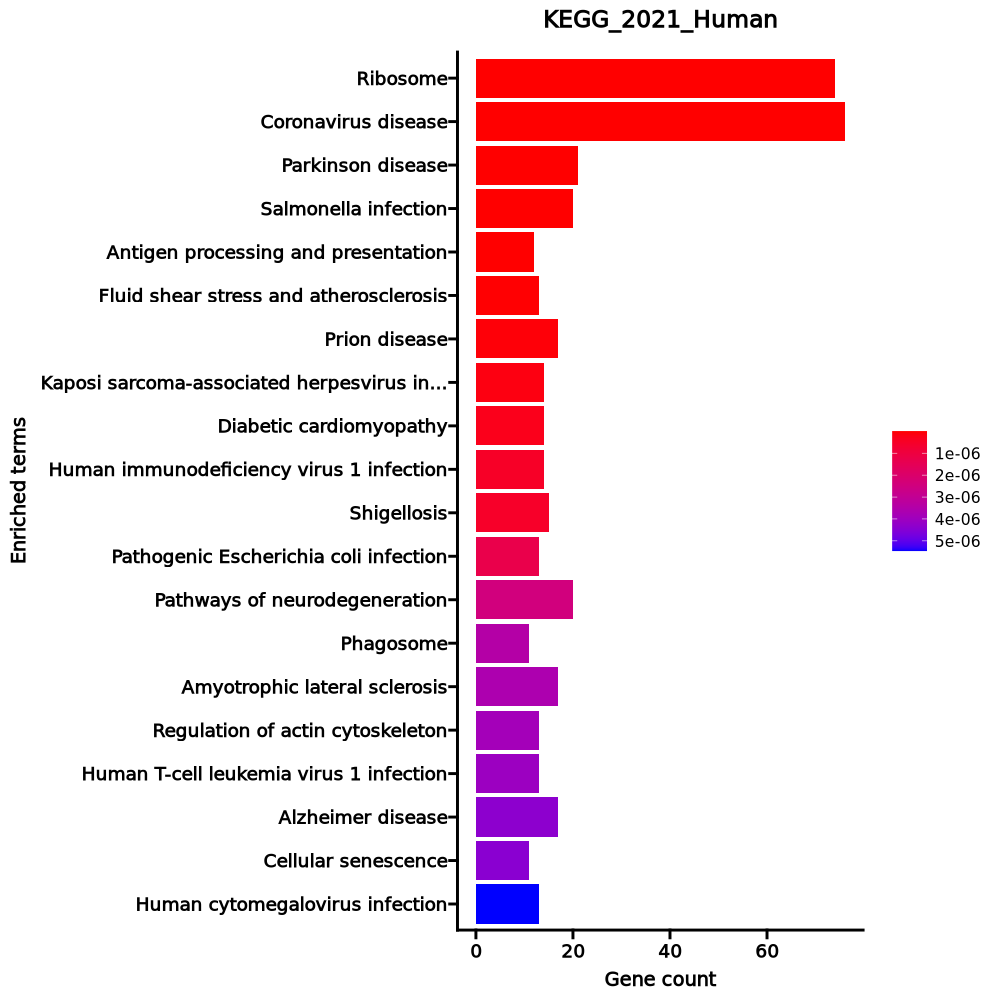 KEGG_2021_Human
Ribosome
Coronavirus disease
Parkinson disease
Salmonella infection
Antigen processing and presentation
Fluid shear stress and atherosclerosis
Prion disease
Kaposi sarcoma-associated herpesvirus in...
Diabetic cardiomyopathy
Human immunodeficiency virus 1 infection
Shigellosis
Pathogenic Escherichia coli infection
Pathways of neurodegeneration
Phagosome
Amyotrophic lateral sclerosis
Regulation of actin cytoskeleton
Human T-cell leukemia virus 1 infection
Alzheimer disease
Cellular senescence
Human cytomegalovirus infection
Enriched terms
0 20 40 60
Gene count
1e-06
2e-06
3e-06
4e-06
5e-06